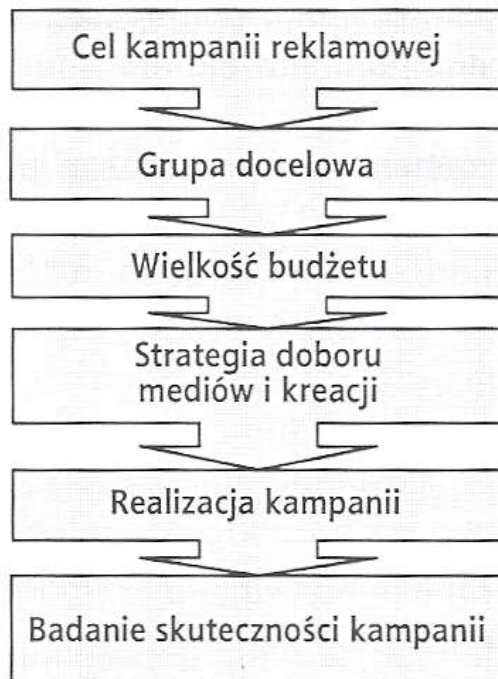 Cel kampanii reklamowej
Grupa docelowa
Wielkość budżetu
Strategia doboru
mediów i kreacji
Realizacja kampanii
Badanie skuteczności kampanii